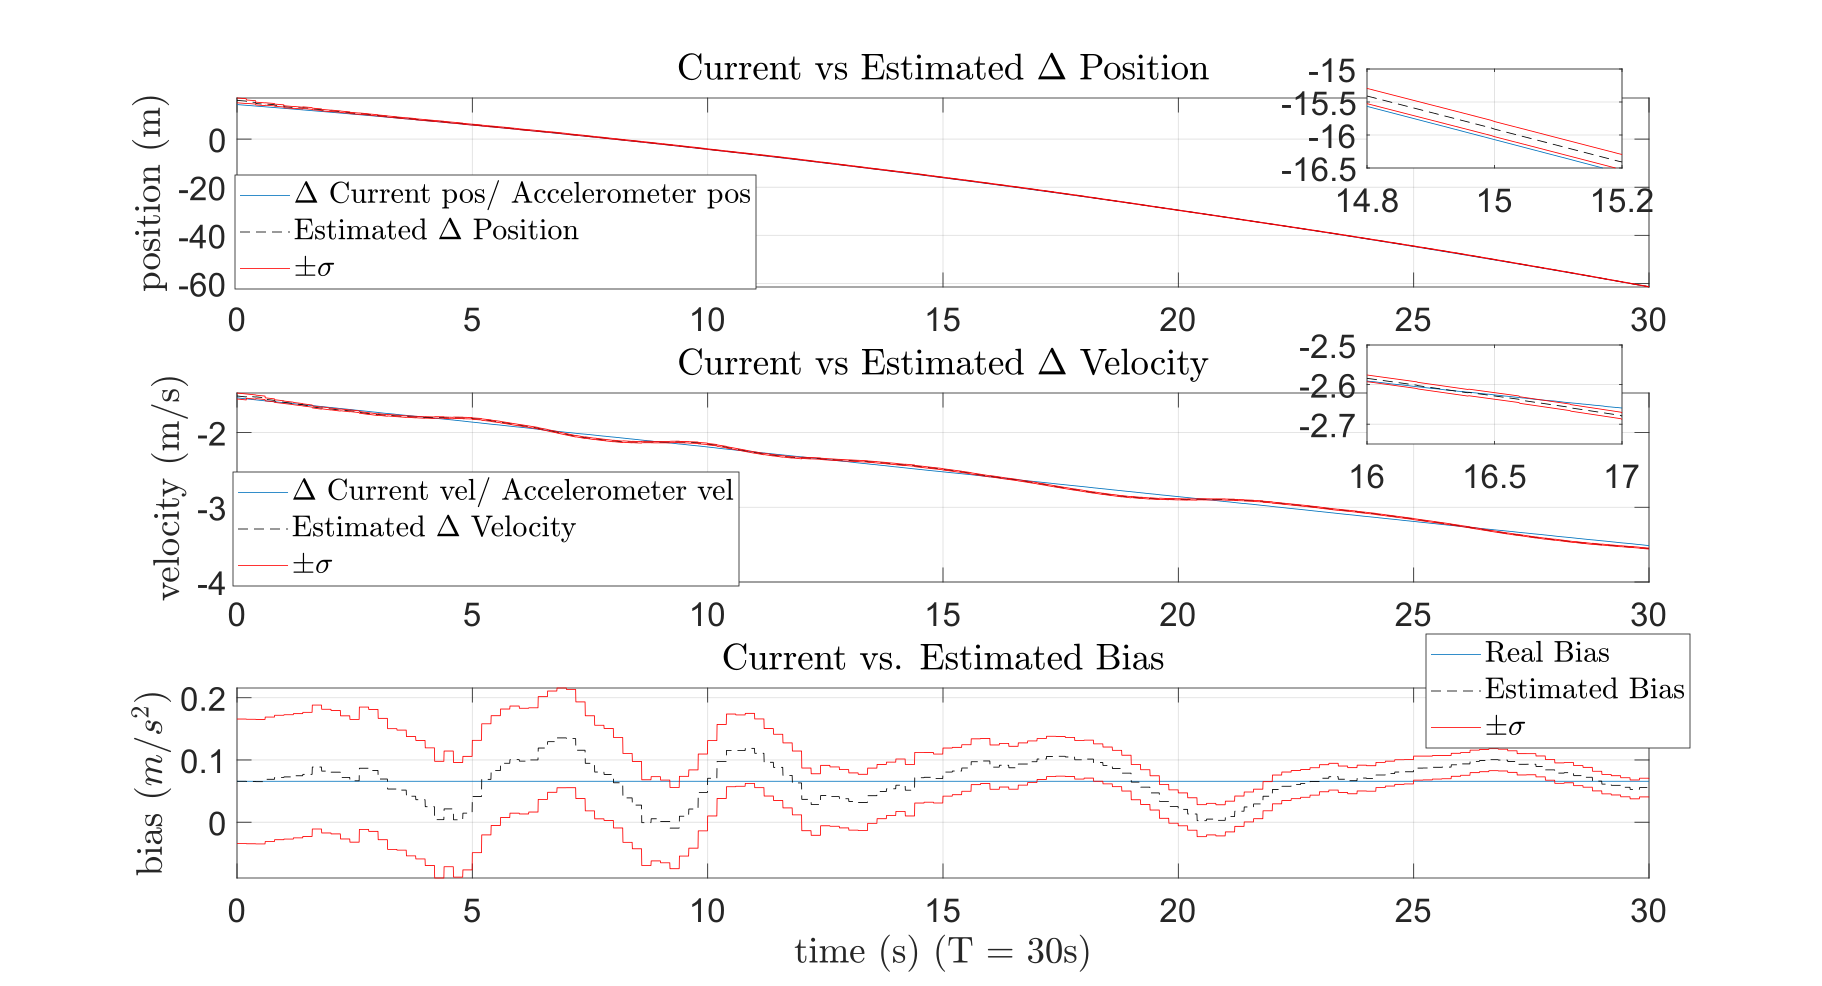 Current vs Estimated Δ Position
position (m)
0
-20
-40
-60
Δ Current pos/ Accelerometer pos
Estimated Δ Position
±σ
-15
-15.5
-16
-16.5
14.8 15 15.2
0 5 10 15 20 25 30
Current vs Estimated Δ Velocity
velocity (m/s)
-2
-3
-4
Δ Current vel/ Accelerometer vel
Estimated Δ Velocity
±σ
-2.5
-2.6
-2.7
16 16.5 17
0 5 10 15 20 25 30
Current vs. Estimated Bias
bias (m/s²)
0.2
0.1
0
Real Bias
Estimated Bias
±σ
0 5 10 15 20 25 30
time (s) (T = 30s)